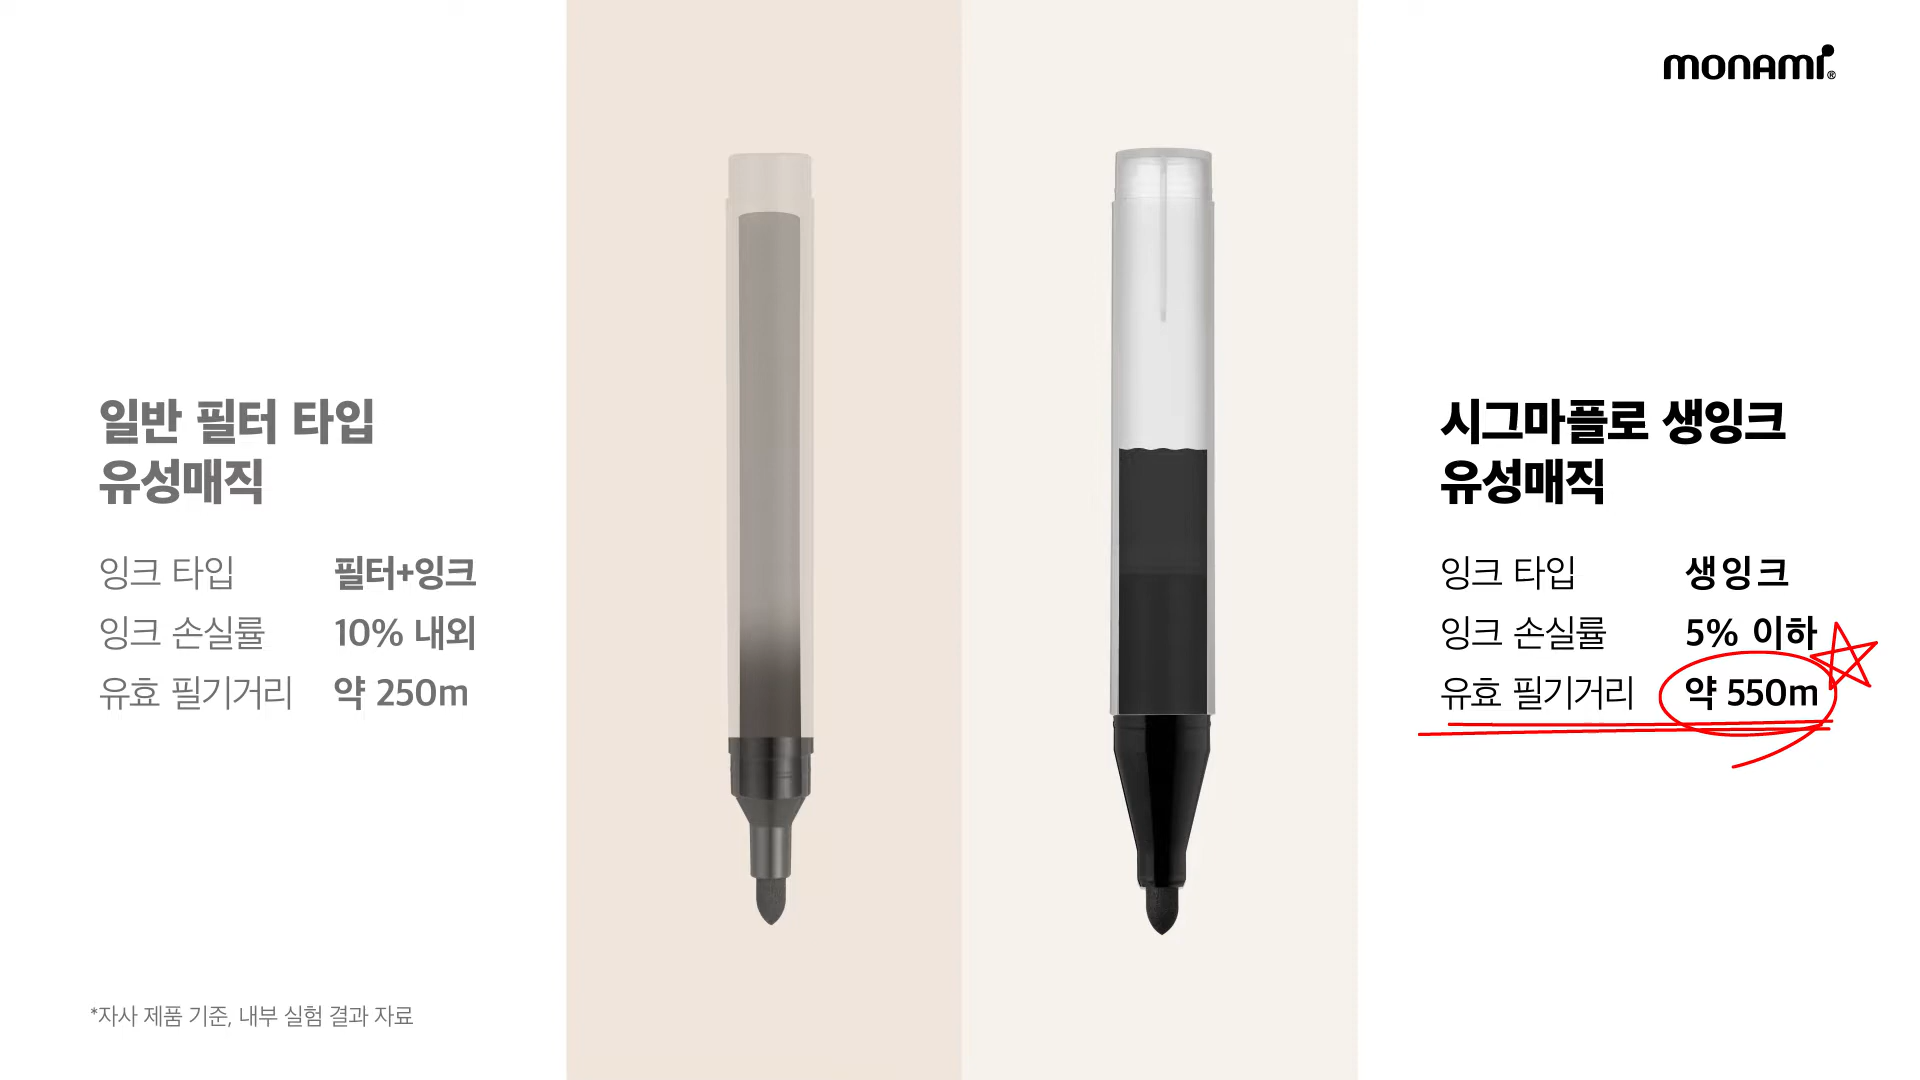 monami®
일반 필터 타입
유성매직
잉크 타입 필터+잉크
잉크 손실률 10% 내외
유효 필기거리 약 250m
시그마플로 생잉크
유성매직
잉크 타입 생잉크
잉크 손실률 5% 이하
유효 필기거리 약 550m
*자사 제품 기준, 내부 실험 결과 자료